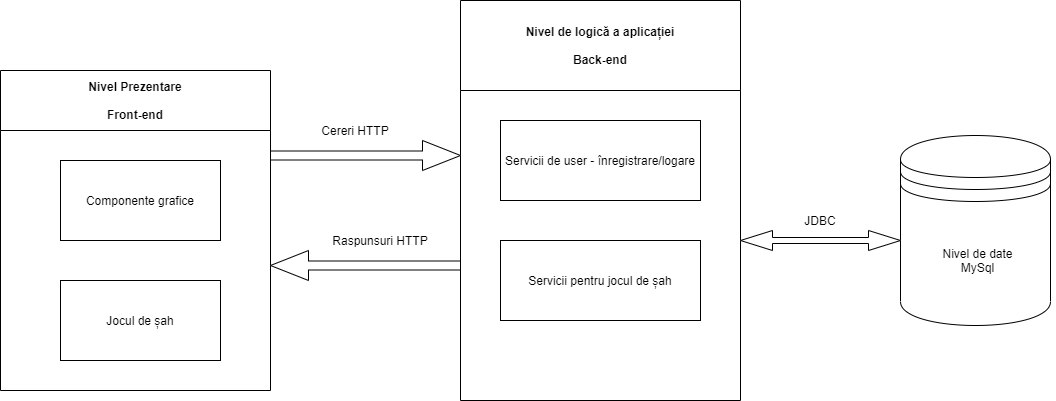 Nivel Prezentare
Front-end
Componente grafice
Jocul de șah
Cereri HTTP
Raspunsuri HTTP
Nivel de logică a aplicației
Back-end
Servicii de user - înregistrare/logare
Servicii pentru jocul de șah
JDBC
Nivel de date
MySql